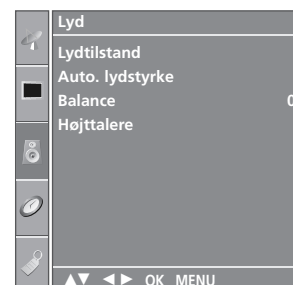 Lyd
Lydtilstand
Auto. lydstyrke
Balance 0
Højttalere
▲▼ ◄► OK MENU